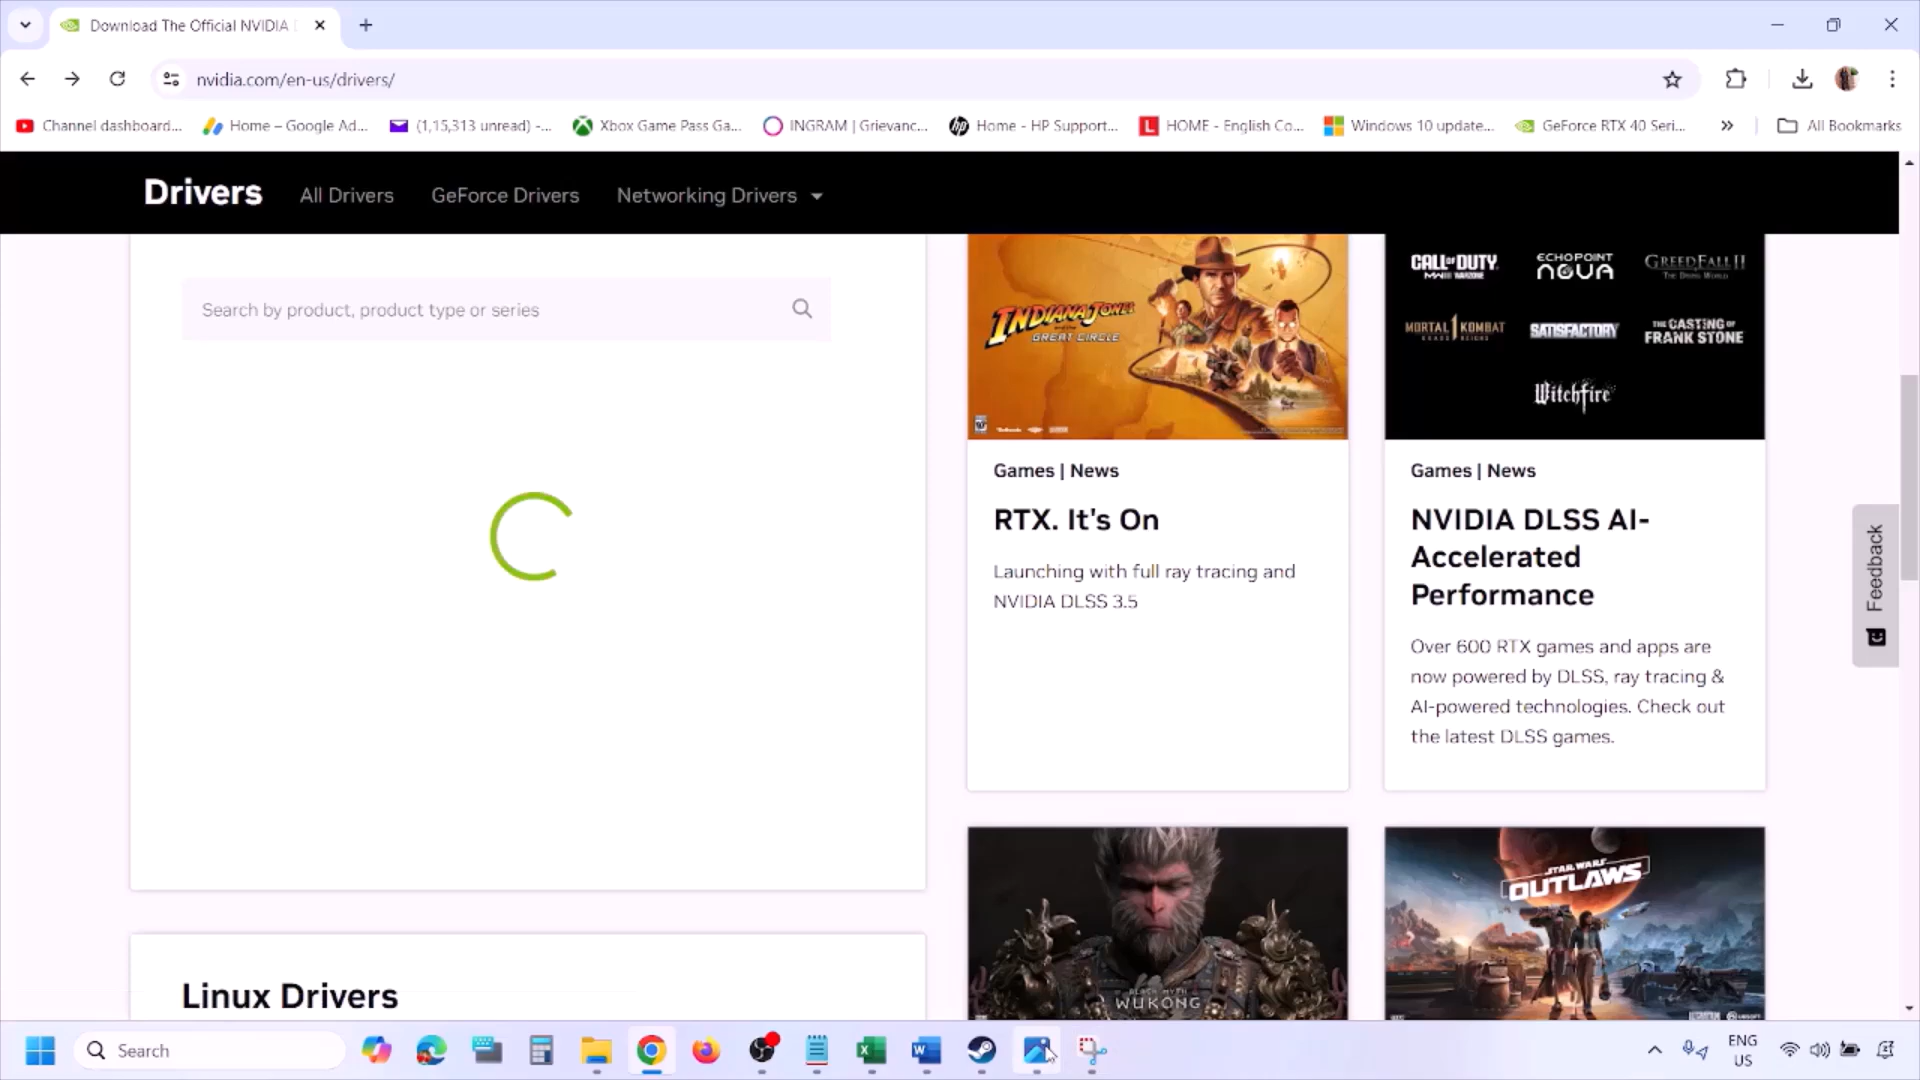 Download The Official NVIDIA
nvidia.com/en-us/drivers/
Channel dashboard...
Home – Google Ad...
(1,15,313 unread) -...
Xbox Game Pass Ga...
INGRAM | Grievanc...
Home - HP Support...
HOME - English Co...
Windows 10 update...
GeForce RTX 40 Seri...
All Bookmarks
Drivers
All Drivers
GeForce Drivers
Networking Drivers
Search by product, product type or series
INDIANA JONES
GREAT CIRCLE
CALL OF DUTY
ECHOPOINT
NOVA
GREEDFALL II
MORTAL KOMBAT
SATISFACTORY
THE CASTING OF
FRANK STONE
Witchfire
Games | News
RTX. It's On
Launching with full ray tracing and
NVIDIA DLSS 3.5
Games | News
NVIDIA DLSS AI-
Accelerated
Performance
Over 600 RTX games and apps are
now powered by DLSS, ray tracing &
AI-powered technologies. Check out
the latest DLSS games.
Feedback
BLACK MYTH
WUKONG
STAR WARS
OUTLAWS
Linux Drivers
Search
ENG
US